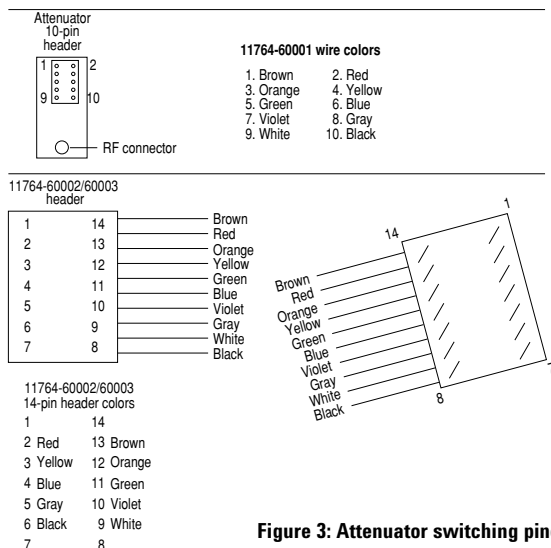 Attenuator
10-pin
header
1 2
9 10
RF connector
11764-60001 wire colors
1. Brown 2. Red
3. Orange 4. Yellow
5. Green 6. Blue
7. Violet 8. Gray
9. White 10. Black
11764-60002/60003
header
1 14
2 13
3 12
4 11
5 10
6 9
7 8
Brown
Red
Orange
Yellow
Green
Blue
Violet
Gray
White
Black
14 1
Brown
Red
Orange
Yellow
Green
Blue
Violet
Gray
White
Black
8
11764-60002/60003
14-pin header colors
1 14
2 Red 13 Brown
3 Yellow 12 Orange
4 Blue 11 Green
5 Gray 10 Violet
6 Black 9 White
7 8
Figure 3: Attenuator switching pin